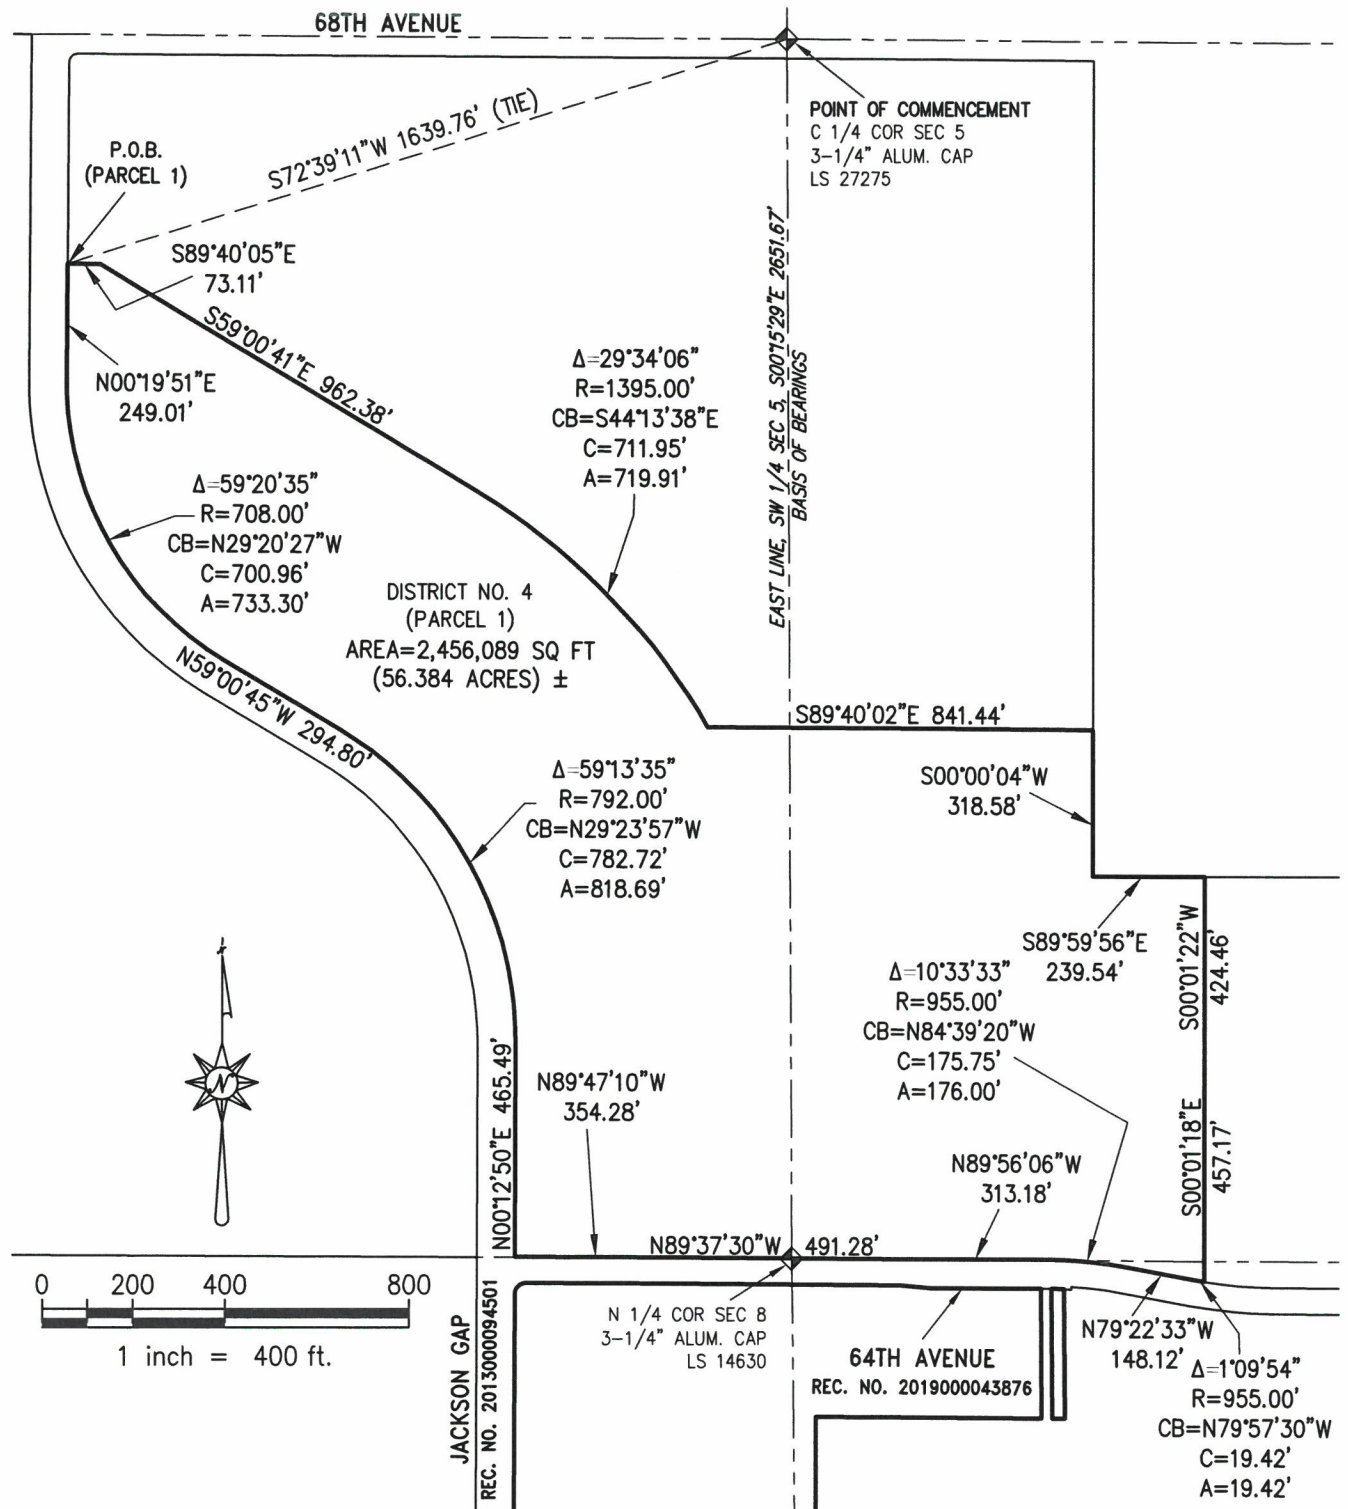 68TH AVENUE
POINT OF COMMENCEMENT
C 1/4 COR SEC 5
3-1/4" ALUM. CAP
LS 27275
S72°39'11"W 1639.76' (TIE)
P.O.B.
(PARCEL 1)
S89°40'05"E
73.11'
S59°00'41"E 962.38'
N00°19'51"E
249.01'
Δ=29°34'06"
R=1395.00'
CB=S44°13'38"E
C=711.95'
A=719.91'
EAST LINE, SW 1/4 SEC 5, S00°15'29"E 2651.67'
BASIS OF BEARINGS
Δ=59°20'35"
R=708.00'
CB=N29°20'27"W
C=700.96'
A=733.30'
DISTRICT NO. 4
(PARCEL 1)
AREA=2,456,089 SQ FT
(56.384 ACRES) ±
N59°00'45"W 294.80'
S89°40'02"E 841.44'
Δ=59°13'35"
R=792.00'
CB=N29°23'57"W
C=782.72'
A=818.69'
S00°00'04"W
318.58'
S89°59'56"E
239.54'
S00°01'22"W
424.46'
Δ=10°33'33"
R=955.00'
CB=N84°39'20"W
C=175.75'
A=176.00'
N
N00°12'50"E 465.49'
N89°47'10"W
354.28'
N89°56'06"W
313.18'
S00°01'18"E
457.17'
N89°37'30"W 491.28'
0 200 400 800
1 inch = 400 ft.
N 1/4 COR SEC 8
3-1/4" ALUM. CAP
LS 14630
JACKSON GAP
REC. NO. 2013000094501
64TH AVENUE
REC. NO. 2019000043876
N79°22'33"W
148.12'
Δ=1°09'54"
R=955.00'
CB=N79°57'30"W
C=19.42'
A=19.42'